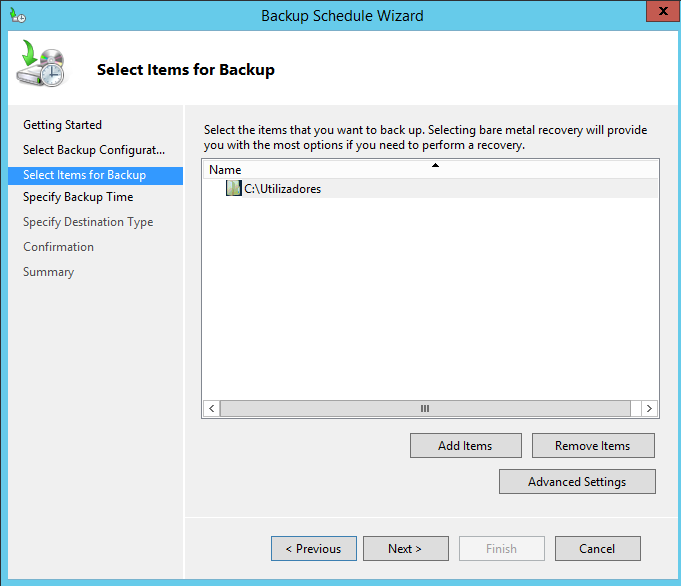 Backup Schedule Wizard
Select Items for Backup
Getting Started
Select Backup Configurat...
Select Items for Backup
Specify Backup Time
Specify Destination Type
Confirmation
Summary
Select the items that you want to back up. Selecting bare metal recovery will provide
you with the most options if you need to perform a recovery.
Name
C:\Utilizadores
Add Items
Remove Items
Advanced Settings
< Previous
Next >
Finish
Cancel